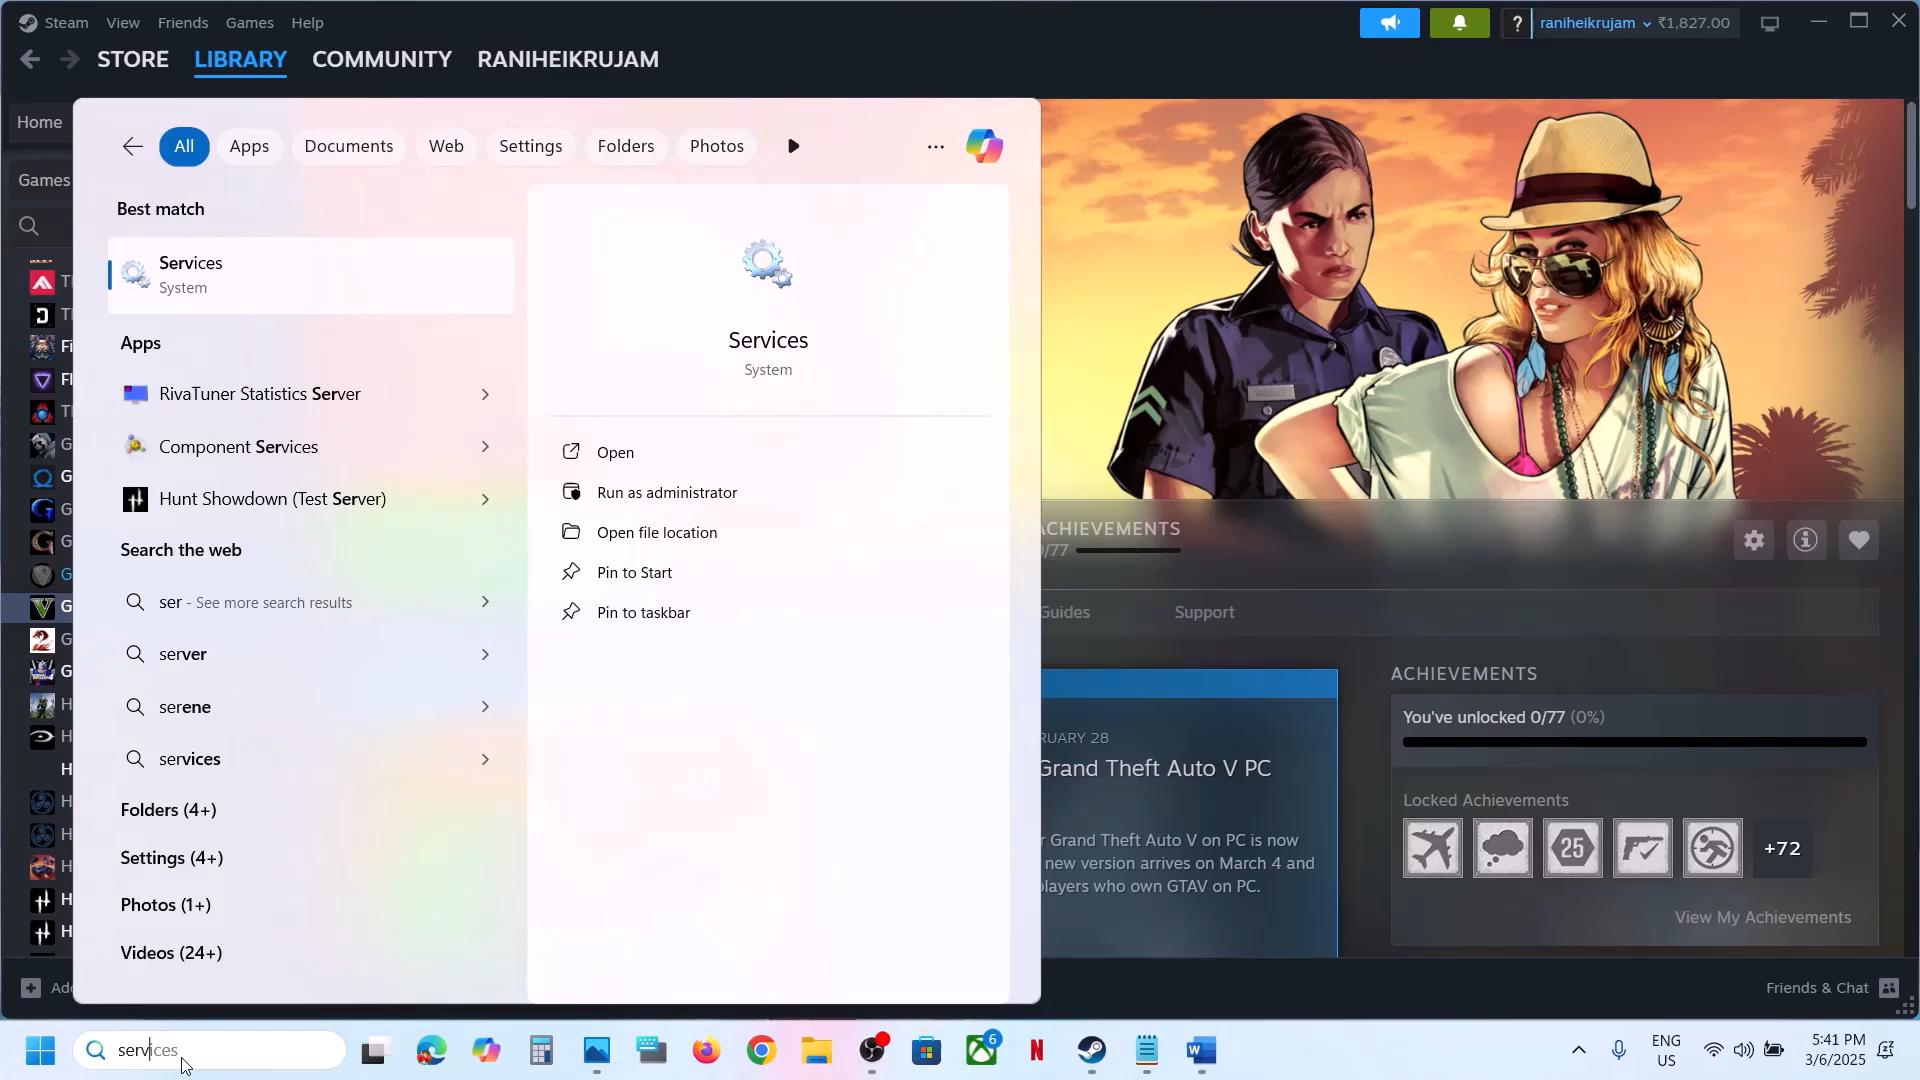 Steam View Friends Games Help
? raniheikrujam ₹1,827.00
STORE LIBRARY COMMUNITY RANIHEIKRUJAM
Home
Games
All Apps Documents Web Settings Folders Photos
Best match
Services
System
Apps
RivaTuner Statistics Server
Component Services
Hunt Showdown (Test Server)
Search the web
ser - See more search results
server
serene
services
Folders (4+)
Settings (4+)
Photos (1+)
Videos (24+)
Services
System
Open
Run as administrator
Open file location
Pin to Start
Pin to taskbar
ACHIEVEMENTS
0/77
Guides Support
ACHIEVEMENTS
You've unlocked 0/77 (0%)
Locked Achievements
25
+72
View My Achievements
RUARY 28
Grand Theft Auto V PC
r Grand Theft Auto V on PC is now
new version arrives on March 4 and
players who own GTAV on PC.
Friends & Chat
services
6
ENG
US
5:41 PM
3/6/2025